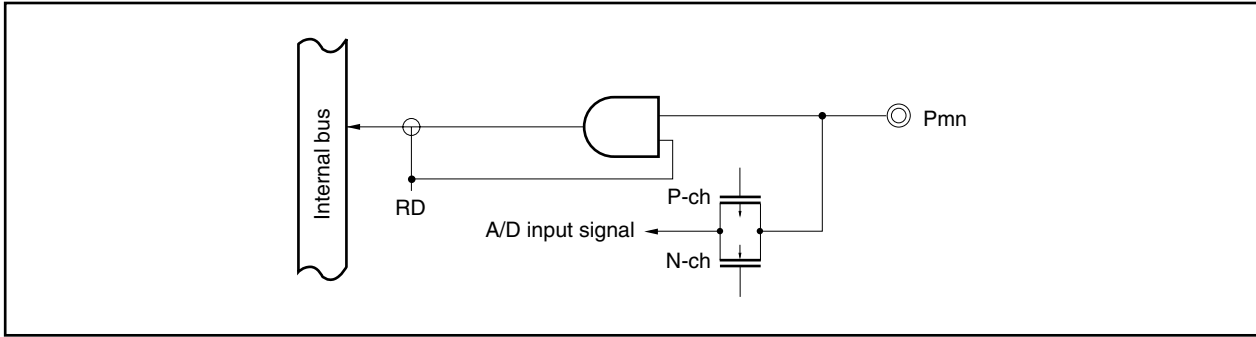 Internal bus
Pmn
P-ch
RD
A/D input signal
N-ch